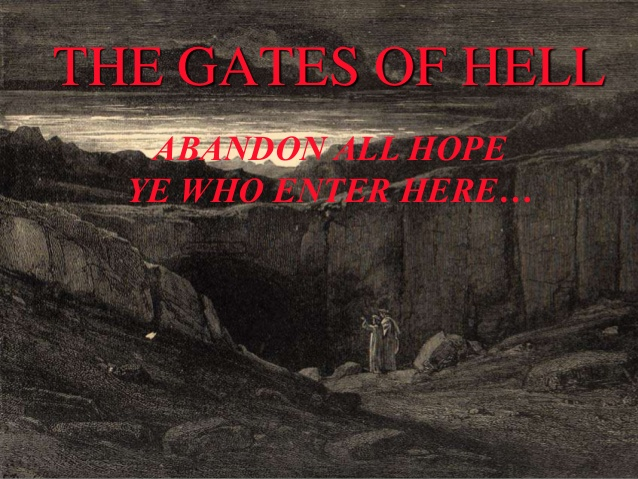 THE GATES OF HELL
ABANDON ALL HOPE
YE WHO ENTER HERE…